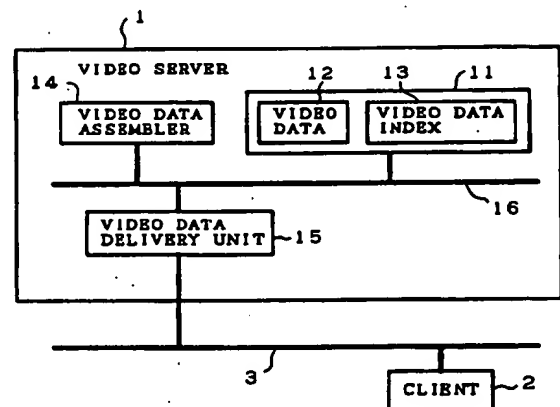 1
VIDEO SERVER
14
12
13
11
VIDEO DATA
ASSEMBLER
VIDEO
DATA
VIDEO DATA
INDEX
16
VIDEO DATA
DELIVERY UNIT
15
3
CLIENT
2